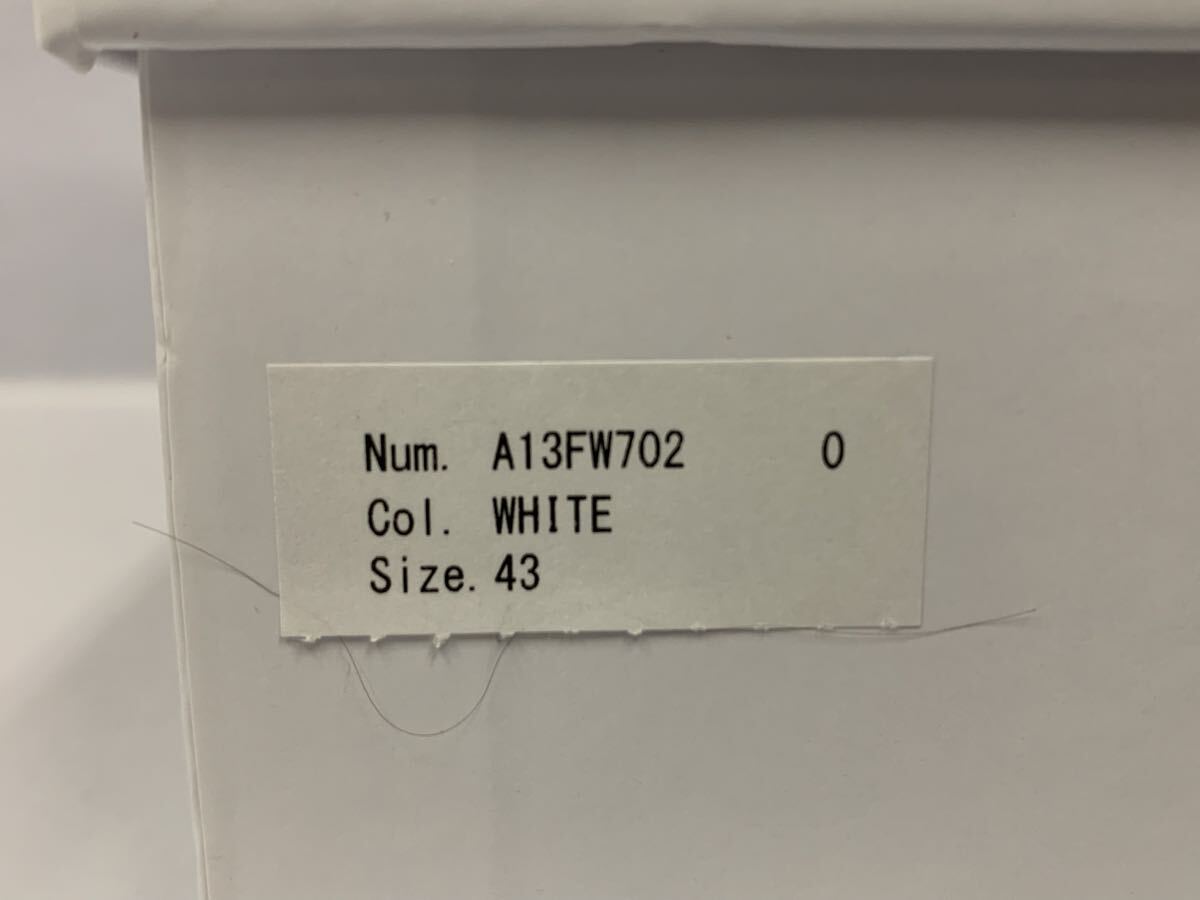 Num. A13FW702 0
Col. WHITE
Size. 43